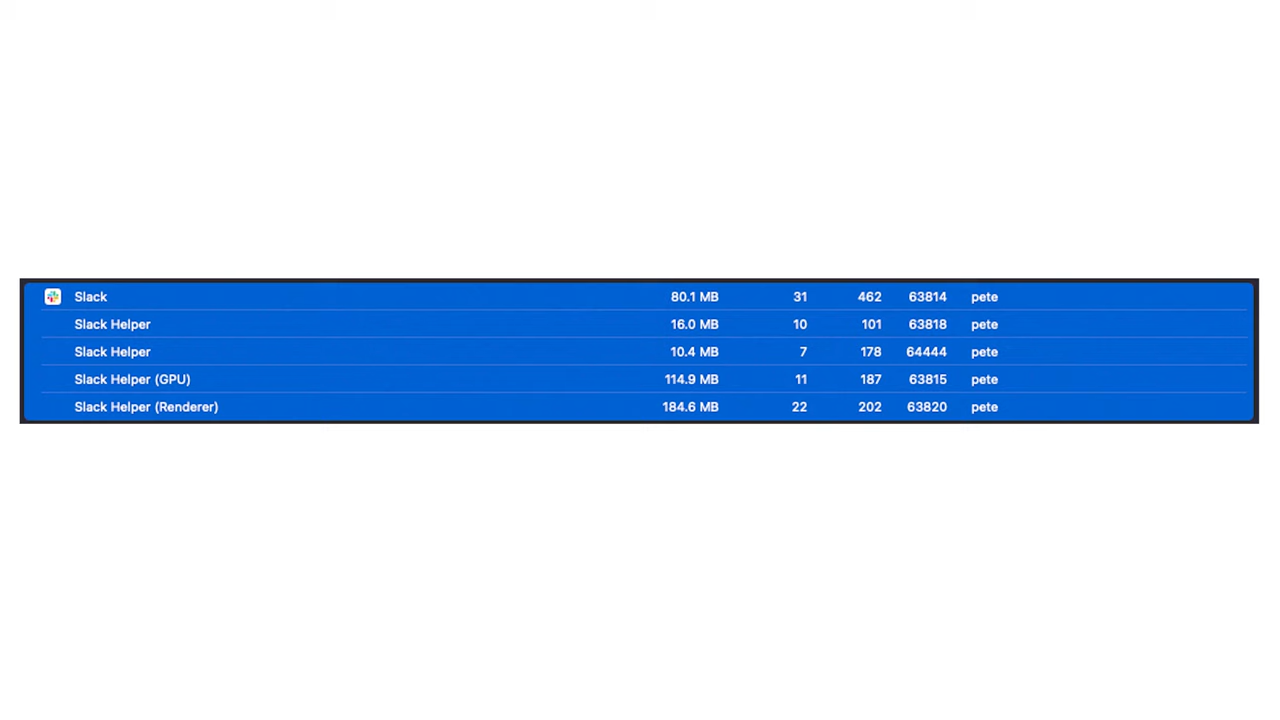 Slack 80.1 MB 31 462 63814 pete
Slack Helper 16.0 MB 10 101 63818 pete
Slack Helper 10.4 MB 7 178 64444 pete
Slack Helper (GPU) 114.9 MB 11 187 63815 pete
Slack Helper (Renderer) 184.6 MB 22 202 63820 pete